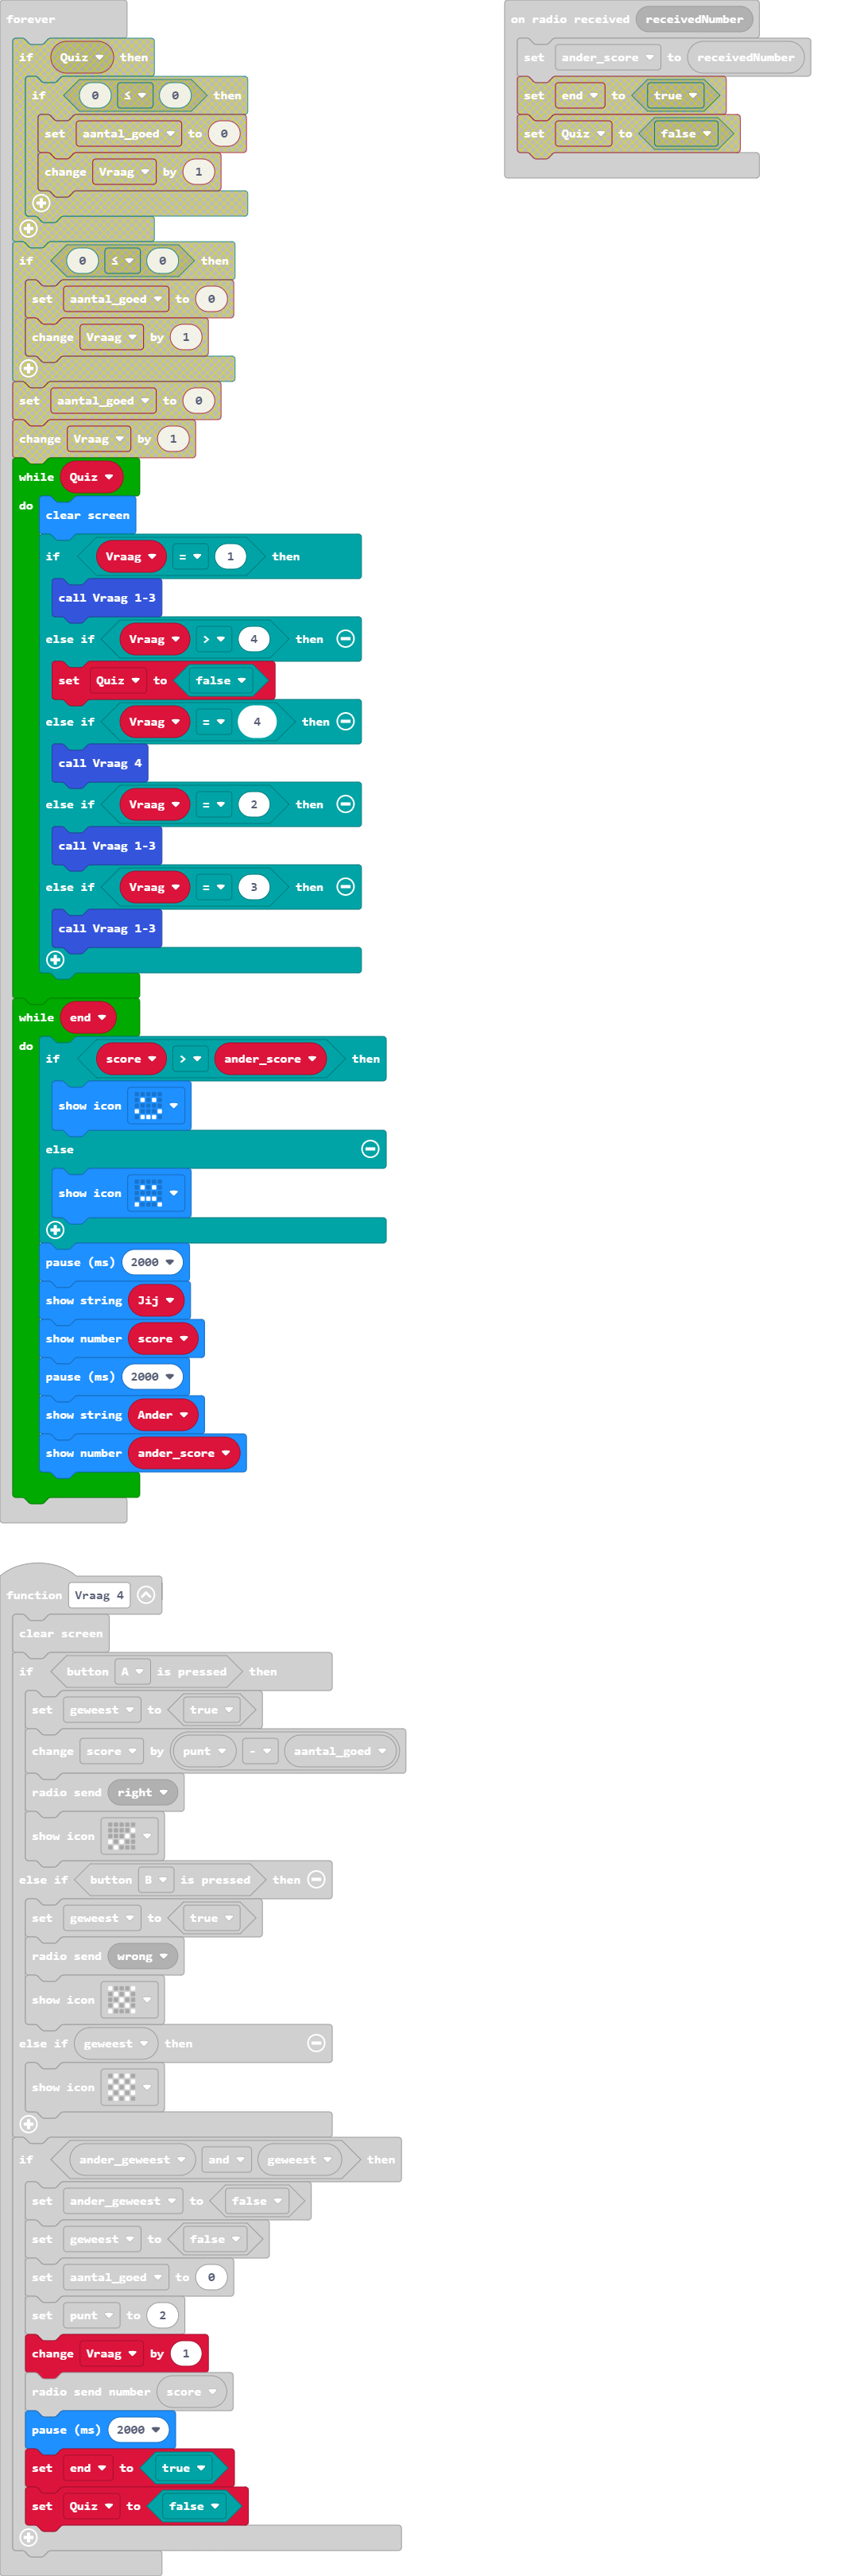 forever
if Quiz then
if 0 ≤ 0 then
set aantal_goed to 0
change Vraag by 1
if 0 ≤ 0 then
set aantal_goed to 0
change Vraag by 1
set aantal_goed to 0
change Vraag by 1
while Quiz
do
clear screen
if Vraag = 1 then
call Vraag 1-3
else if Vraag > 4 then
set Quiz to false
else if Vraag = 4 then
call Vraag 4
else if Vraag = 2 then
call Vraag 1-3
else if Vraag = 3 then
call Vraag 1-3
while end
do
if score > ander_score then
show icon
else
show icon
pause (ms) 2000
show string Jij
show number score
pause (ms) 2000
show string Ander
show number ander_score
on radio received receivedNumber
set ander_score to receivedNumber
set end to true
set Quiz to false
function Vraag 4
clear screen
if button A is pressed then
set geweest to true
change score by punt - aantal_goed
radio send right
show icon
else if button B is pressed then
set geweest to true
radio send wrong
show icon
else if geweest then
show icon
if ander_geweest and geweest then
set ander_geweest to false
set geweest to false
set aantal_goed to 0
set punt to 2
change Vraag by 1
radio send number score
pause (ms) 2000
set end to true
set Quiz to false